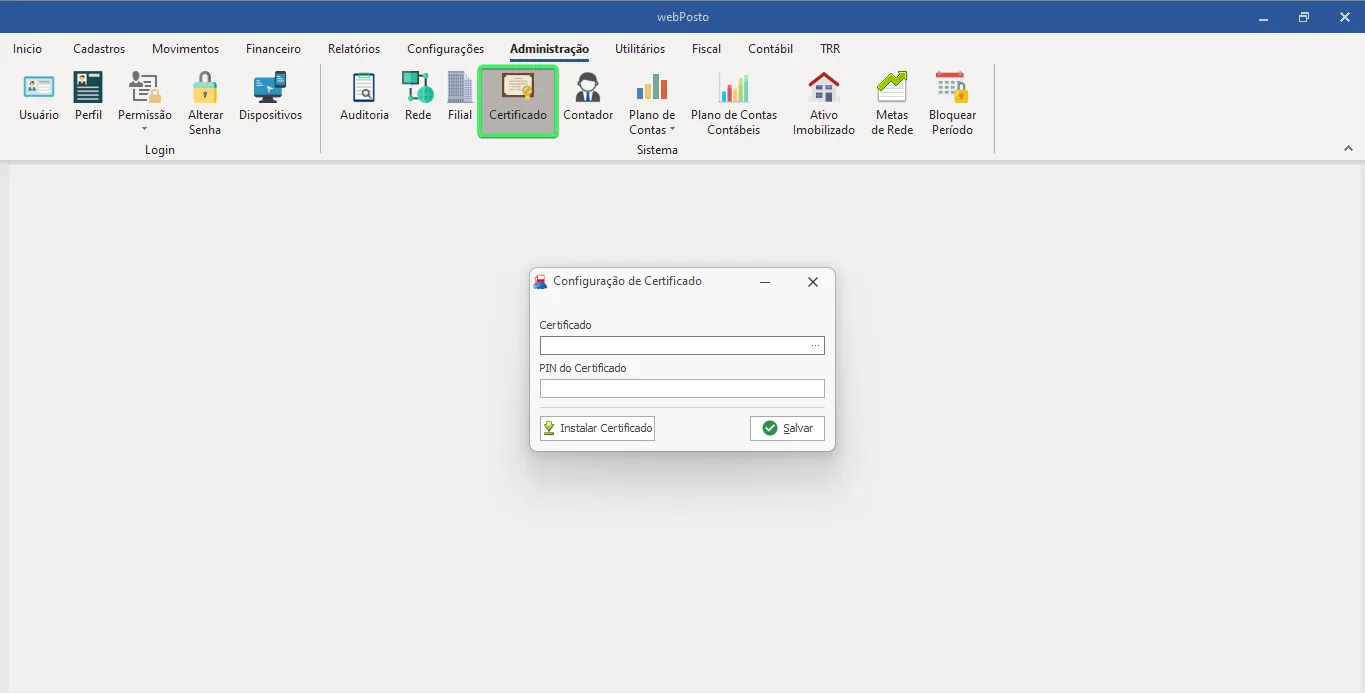 webPosto
Inicio Cadastros Movimentos Financeiro Relatórios Configurações Administração Utilitários Fiscal Contábil TRR
Usuário Perfil Permissão Alterar Senha Dispositivos
Login
Auditoria Rede Filial Certificado Contador Plano de Contas Plano de Contas Contábeis Ativo Imobilizado Metas de Rede Bloquear Período
Sistema
Configuração de Certificado
Certificado
...
PIN do Certificado
Instalar Certificado Salvar